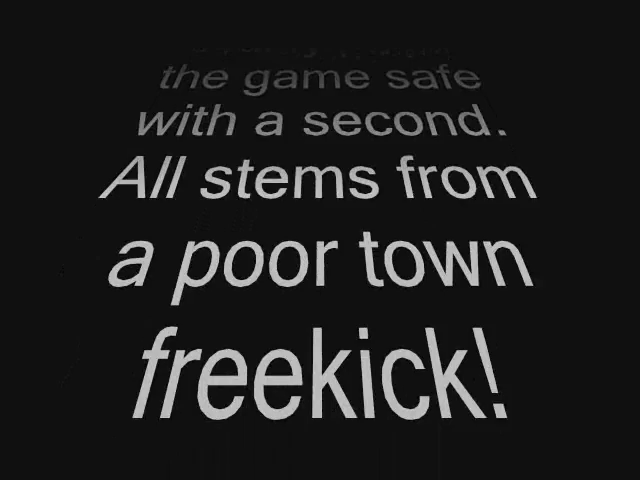 the game safe
with a second.
All stems from
a poor town
freekick!